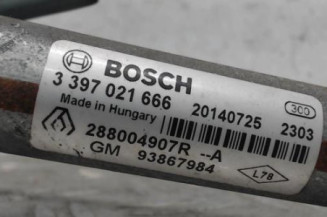 BOSCH
3 397 021 666
300
Made in Hungary
20140725
2303
288004907R --A
GM 93867984
L78